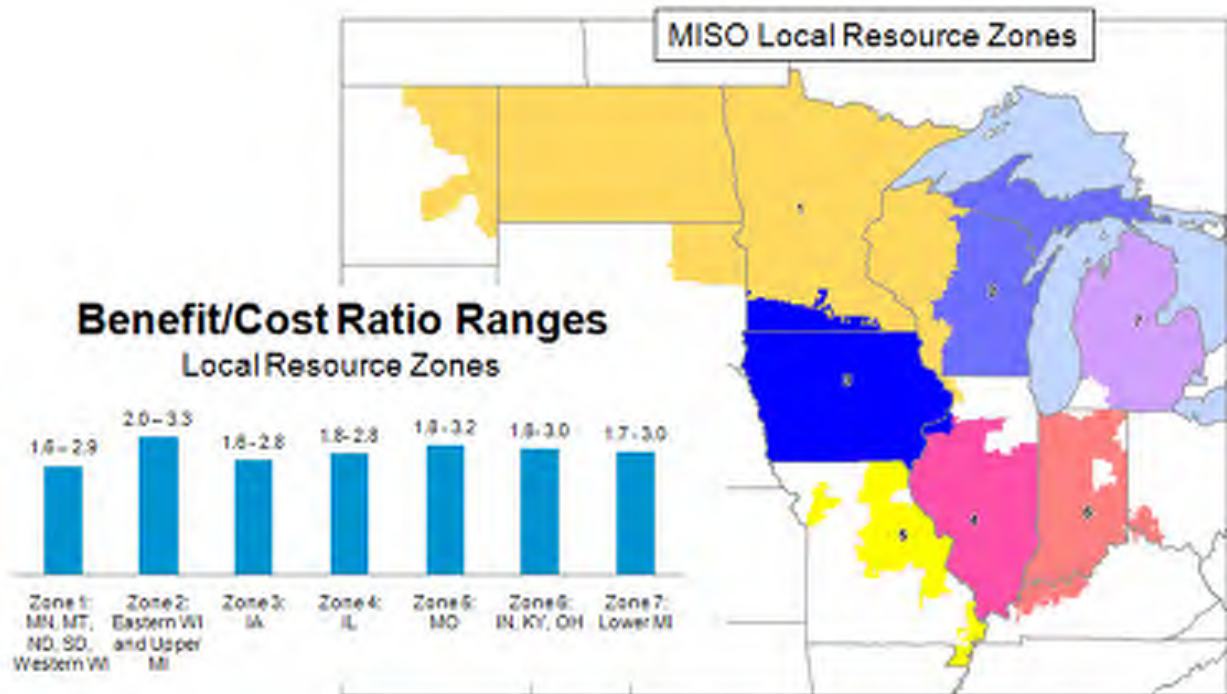 MISO Local Resource Zones
1
2
7
Benefit/Cost Ratio Ranges
Local Resource Zones
3
4
5
6
1.6 – 2.9
2.0 – 3.3
1.6 - 2.8
1.8 - 2.8
1.8 - 3.2
1.8 - 3.0
1.7 - 3.0
Zone 1:
MN, MT,
ND, SD,
Western WI
Zone 2:
Eastern WI
and Upper
MI
Zone 3:
IA
Zone 4:
IL
Zone 5:
MO
Zone 6:
IN, KY, OH
Zone 7:
Lower MI